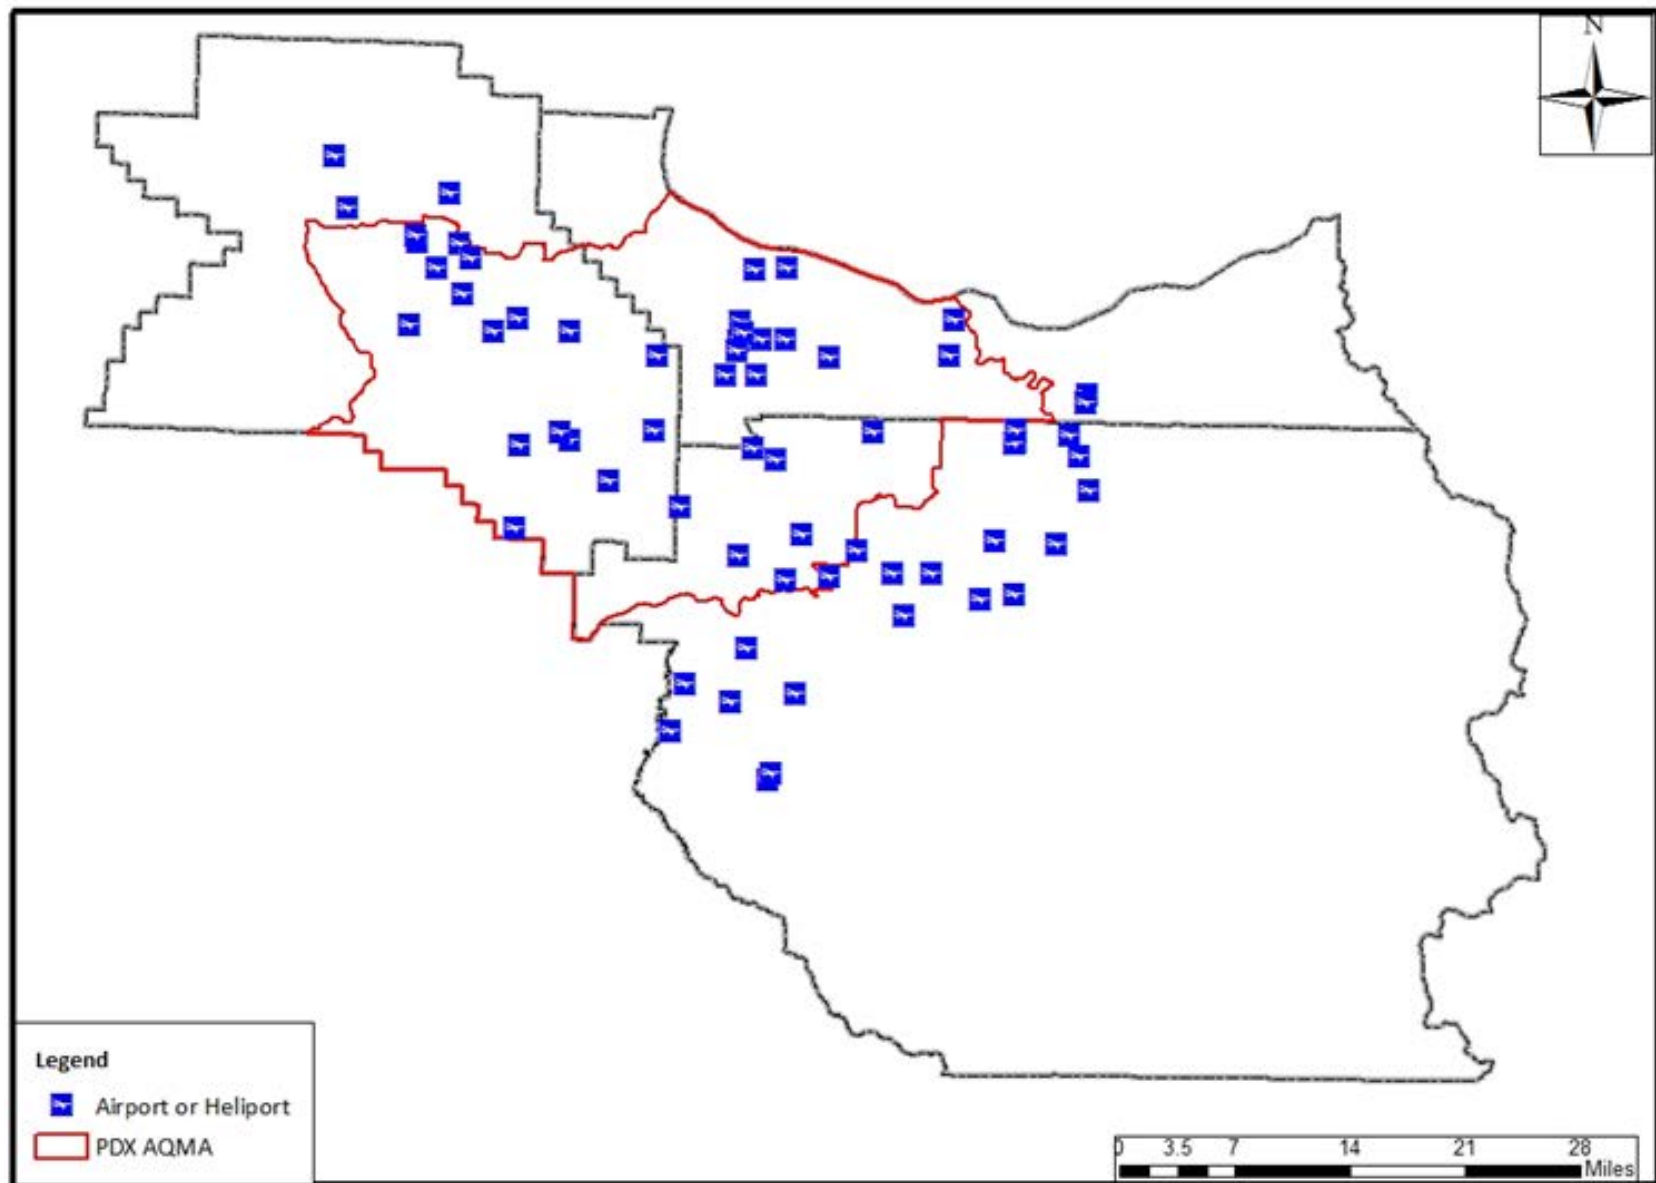 N
Legend
Airport or Heliport
PDX AQMA
0 3.5 7 14 21 28
Miles